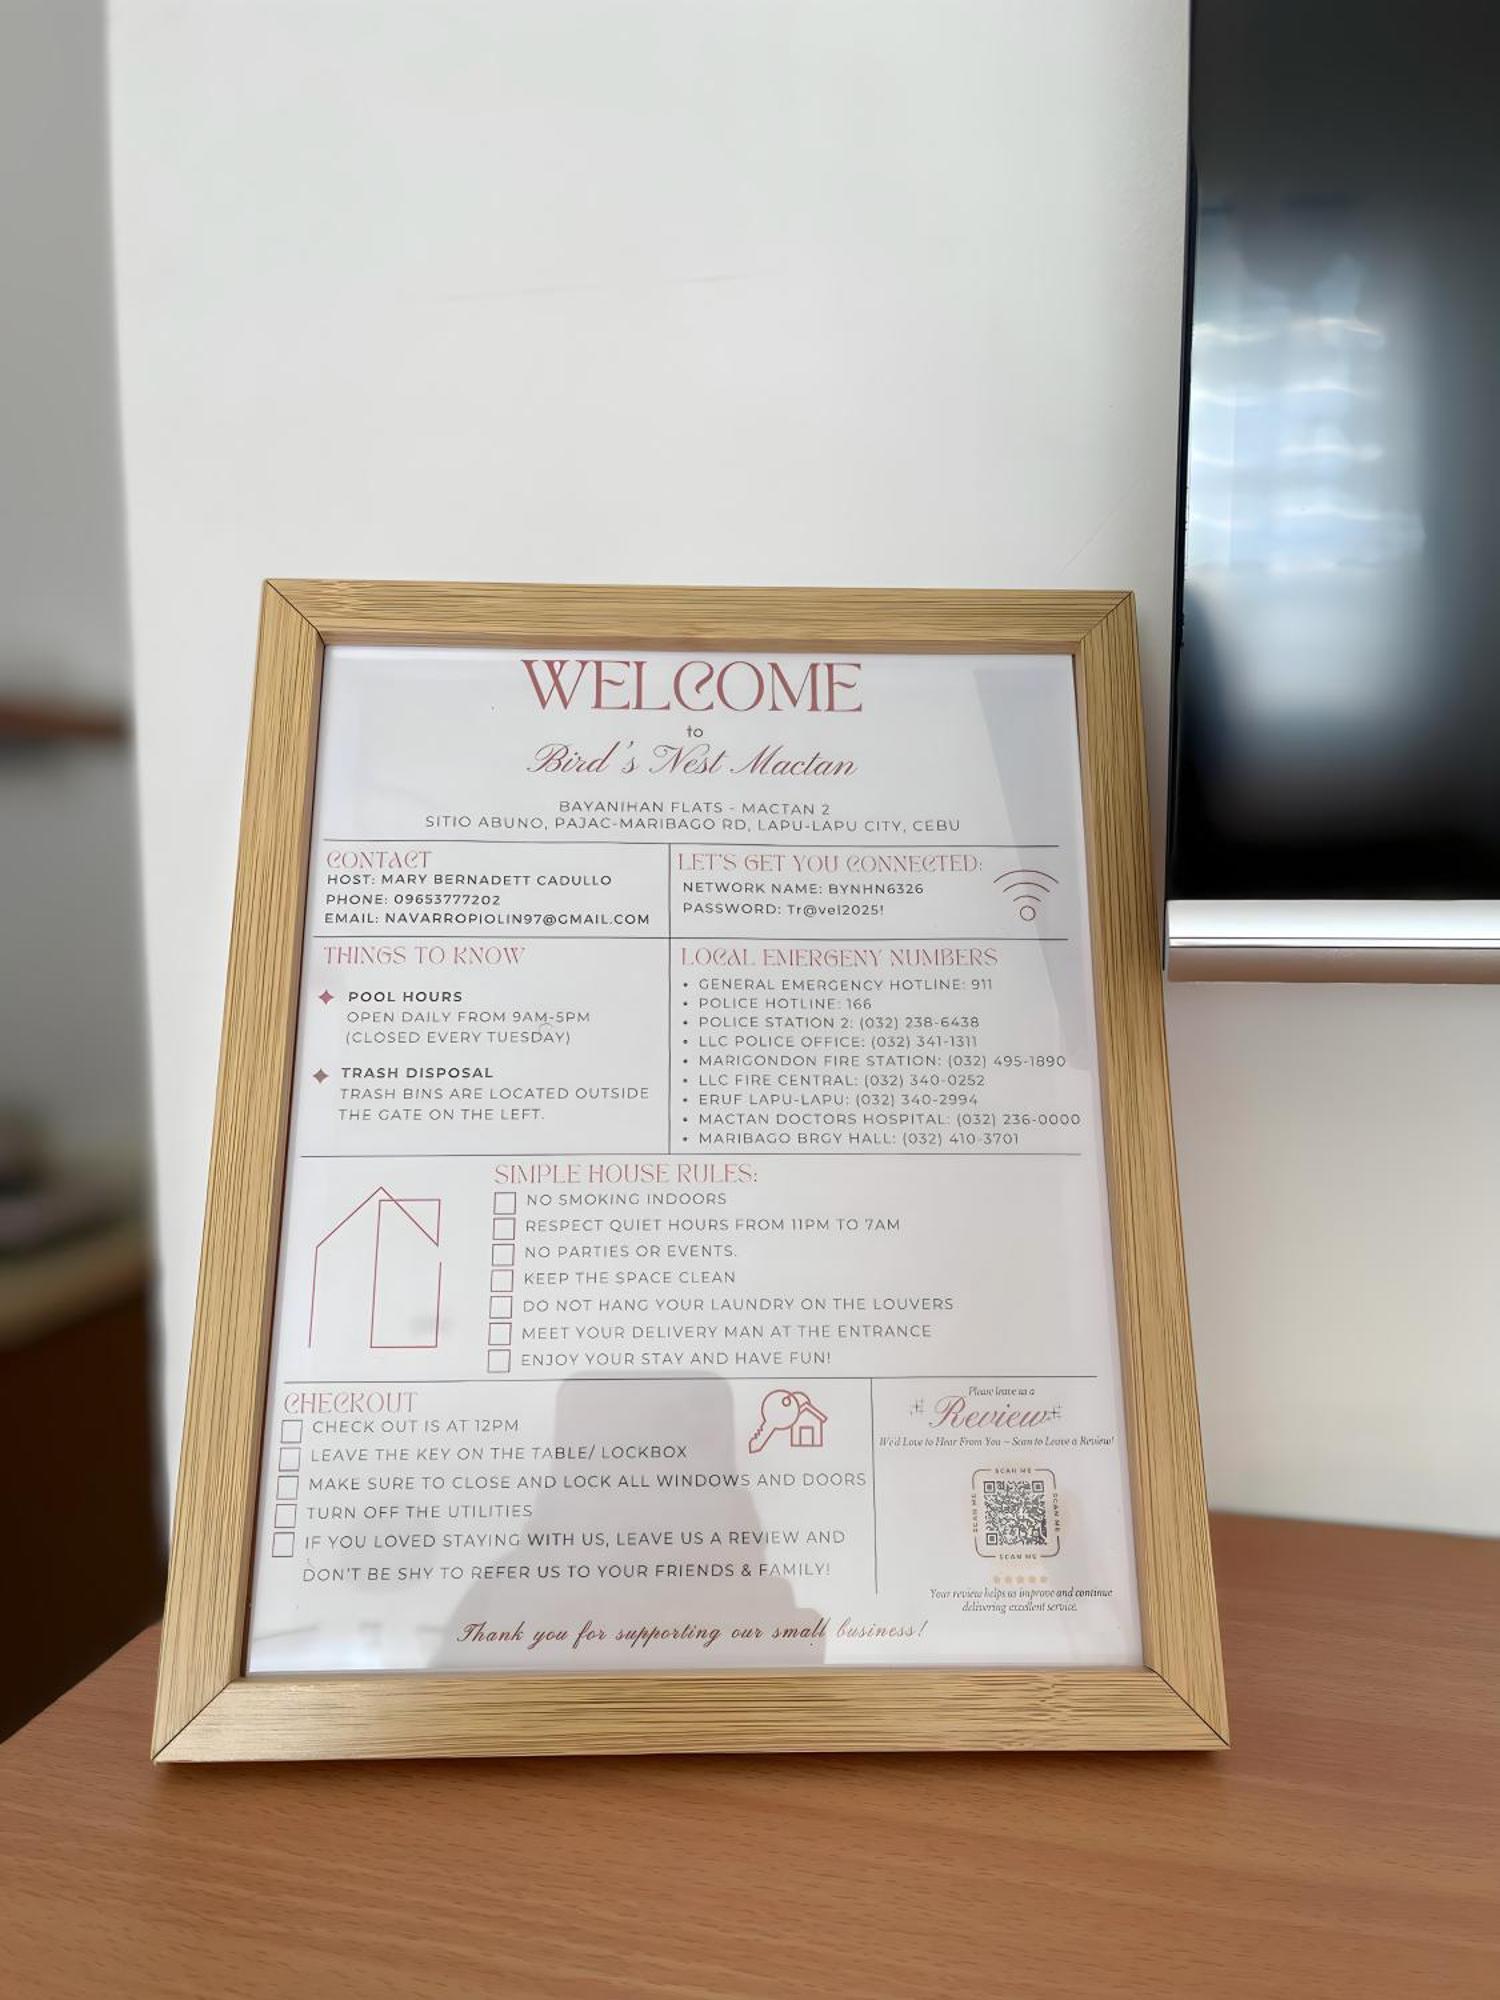 WELCOME
to
Bird's Nest Mactan
BAYANIHAN FLATS - MACTAN 2
SITIO ABUNO, PAJAC-MARIBAGO RD, LAPU-LAPU CITY, CEBU
CONTACT
HOST: MARY BERNADETT CADULLO
PHONE: 09653777202
EMAIL: NAVARROPIOLIN97@GMAIL.COM
LET'S GET YOU CONNECTED:
NETWORK NAME: BYNHN6326
PASSWORD: Tr@vel2025!
THINGS TO KNOW
POOL HOURS
OPEN DAILY FROM 9AM-5PM
(CLOSED EVERY TUESDAY)
TRASH DISPOSAL
TRASH BINS ARE LOCATED OUTSIDE
THE GATE ON THE LEFT.
LOCAL EMERGENY NUMBERS
• GENERAL EMERGENCY HOTLINE: 911
• POLICE HOTLINE: 166
• POLICE STATION 2: (032) 238-6438
• LLC POLICE OFFICE: (032) 341-1311
• MARIGONDON FIRE STATION: (032) 495-1890
• LLC FIRE CENTRAL: (032) 340-0252
• ERUF LAPU-LAPU: (032) 340-2994
• MACTAN DOCTORS HOSPITAL: (032) 236-0000
• MARIBAGO BRGY HALL: (032) 410-3701
SIMPLE HOUSE RULES:
NO SMOKING INDOORS
RESPECT QUIET HOURS FROM 11PM TO 7AM
NO PARTIES OR EVENTS.
KEEP THE SPACE CLEAN
DO NOT HANG YOUR LAUNDRY ON THE LOUVERS
MEET YOUR DELIVERY MAN AT THE ENTRANCE
ENJOY YOUR STAY AND HAVE FUN!
CHECKOUT
CHECK OUT IS AT 12PM
LEAVE THE KEY ON THE TABLE/ LOCKBOX
MAKE SURE TO CLOSE AND LOCK ALL WINDOWS AND DOORS
TURN OFF THE UTILITIES
IF YOU LOVED STAYING WITH US, LEAVE US A REVIEW AND
DON'T BE SHY TO REFER US TO YOUR FRIENDS & FAMILY!
Please leave us a
Review
We'd Love to Hear From You – Scan to Leave a Review!
SCAN ME
SCAN ME
SCAN ME
SCAN ME
Your review helps us improve and continue
delivering excellent service.
Thank you for supporting our small business!